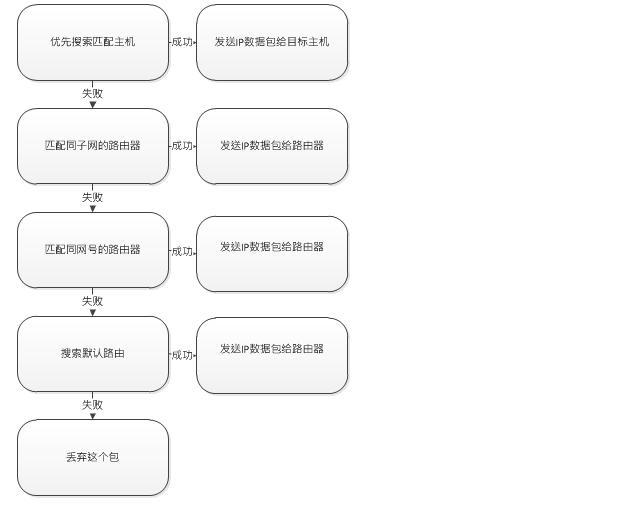 优先搜索匹配主机
成功
发送IP数据包给目标主机
失败
匹配同子网的路由器
成功
发送IP数据包给路由器
失败
匹配同网号的路由器
成功
发送IP数据包给路由器
失败
搜索默认路由
成功
发送IP数据包给路由器
失败
丢弃这个包